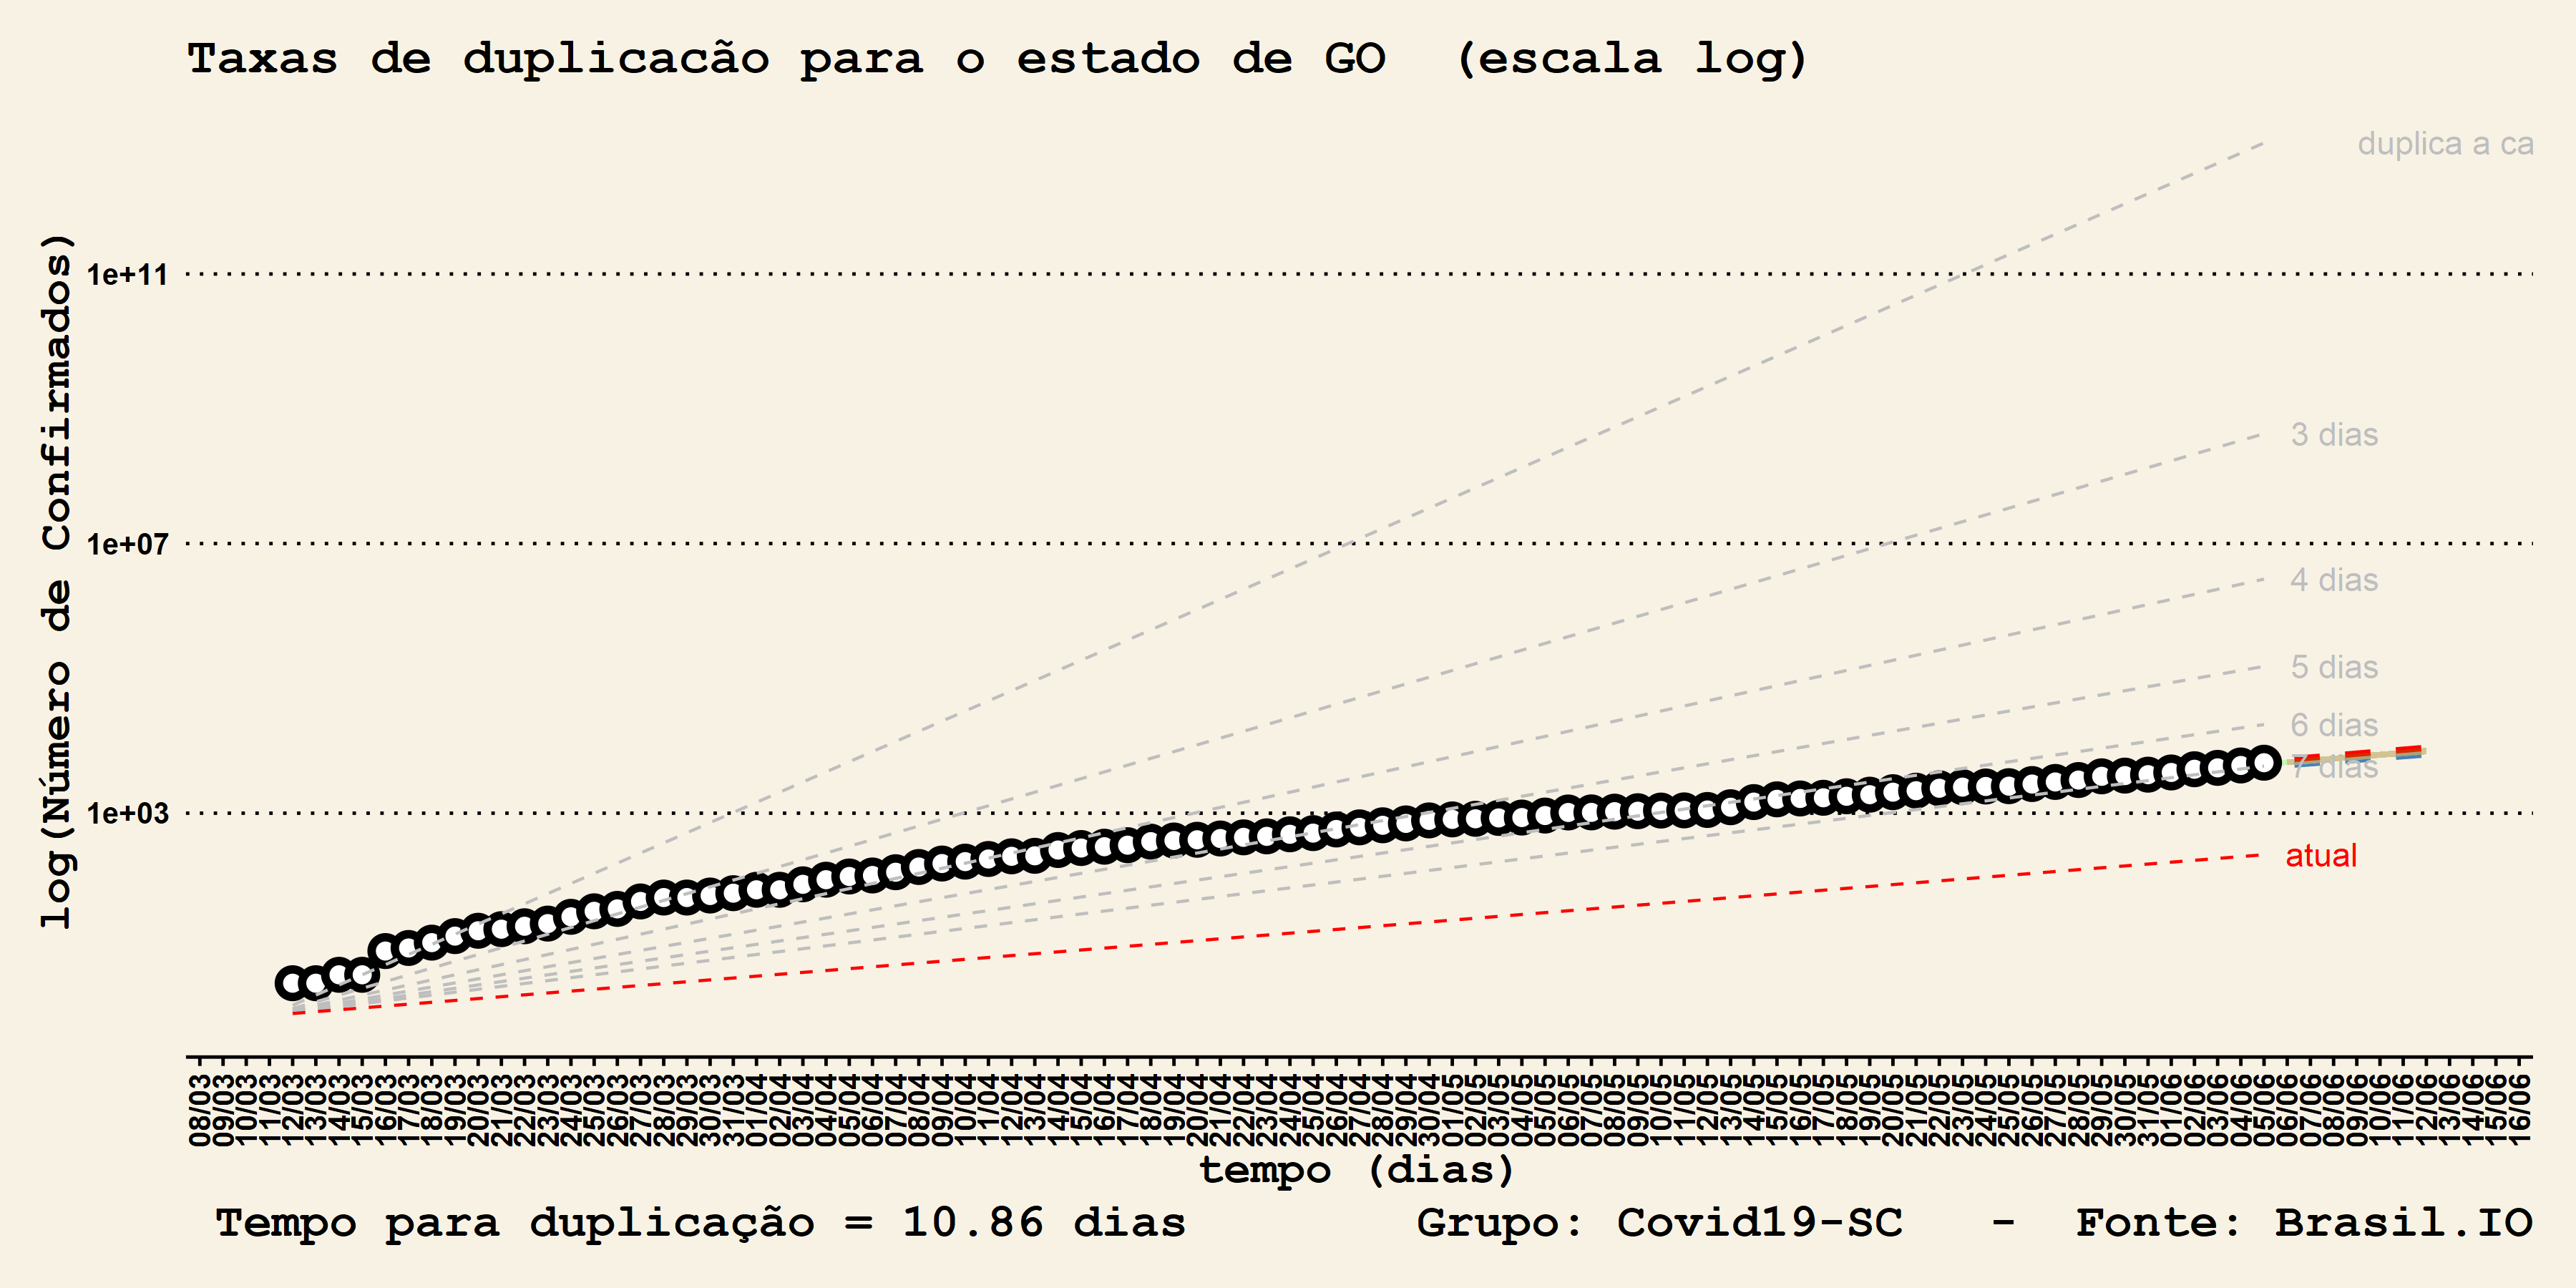 Taxas de duplicacão para o estado de GO (escala log)
duplica a ca
1e+11
3 dias
1e+07
4 dias
5 dias
6 dias
7 dias
1e+03
atual
log(Número de Confirmados)
08/03 09/03 10/03 11/03 12/03 13/03 14/03 15/03 16/03 17/03 18/03 19/03 20/03 21/03 22/03 23/03 24/03 25/03 26/03 27/03 28/03 29/03 30/03 31/03 01/04 02/04 03/04 04/04 05/04 06/04 07/04 08/04 09/04 10/04 11/04 12/04 13/04 14/04 15/04 16/04 17/04 18/04 19/04 20/04 21/04 22/04 23/04 24/04 25/04 26/04 27/04 28/04 29/04 30/04 01/05 02/05 03/05 04/05 05/05 06/05 07/05 08/05 09/05 10/05 11/05 12/05 13/05 14/05 15/05 16/05 17/05 18/05 19/05 20/05 21/05 22/05 23/05 24/05 25/05 26/05 27/05 28/05 29/05 30/05 31/05 01/06 02/06 03/06 04/06 05/06 06/06 07/06 08/06 09/06 10/06 11/06 12/06 13/06 14/06 15/06 16/06
tempo (dias)
Tempo para duplicação = 10.86 dias Grupo: Covid19-SC - Fonte: Brasil.IO